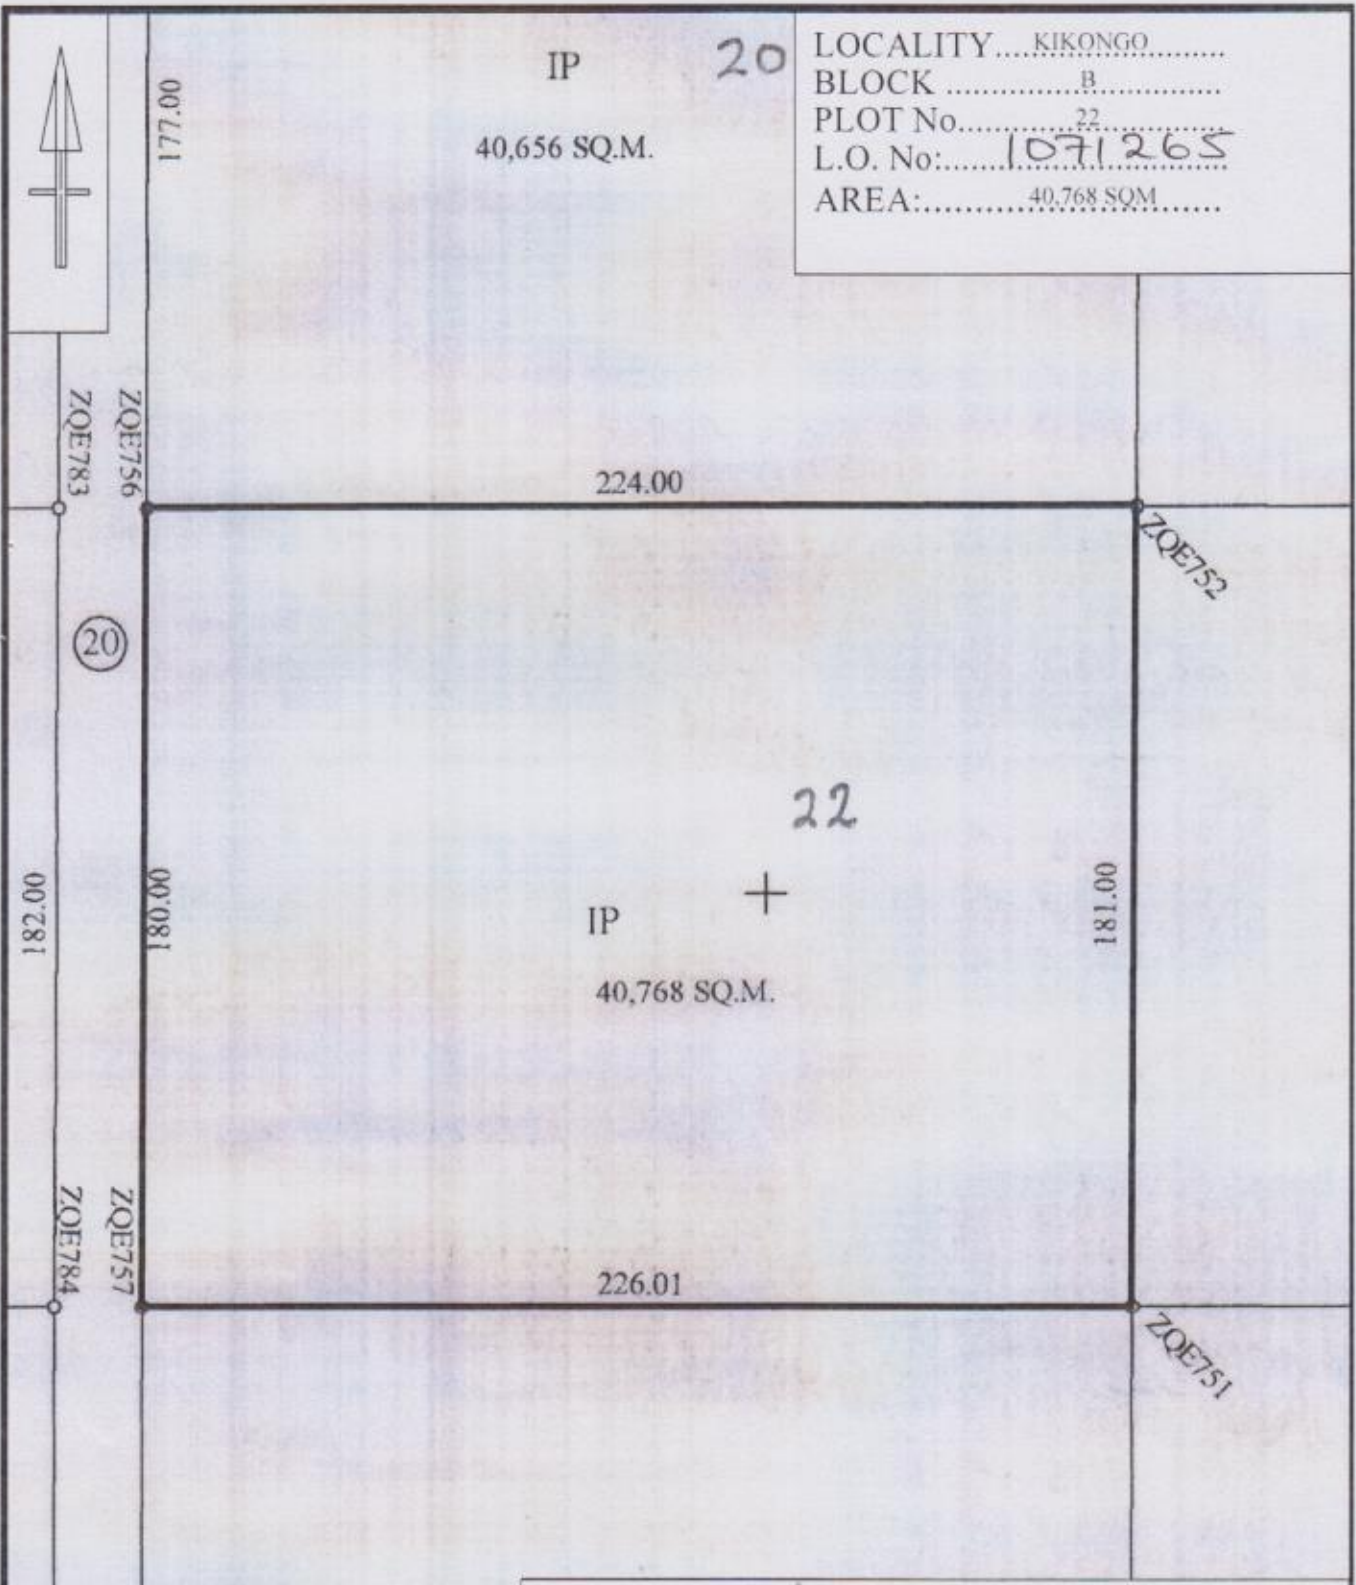 IP 20
177.00
40,656 SQ.M.
LOCALITY....KIKONGO.........
BLOCK ................B...............
PLOT No..............22...............
L.O. No:.......1071265
AREA:............40,768 SQM.......
ZQE783
ZQE756
224.00
ZQE752
20
22
182.00
180.00
181.00
IP
40,768 SQ.M.
ZQE784
ZQE757
226.01
ZQE751